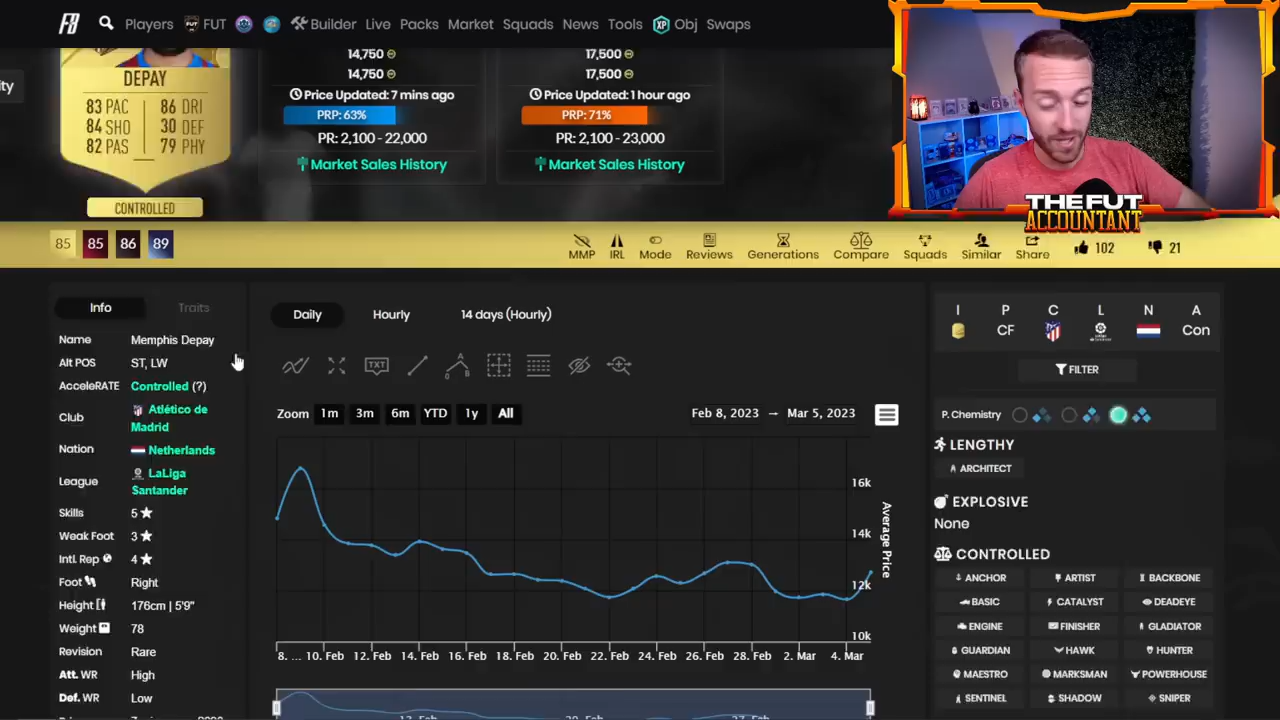 F8
Players
FUT
Builder
Live
Packs
Market
Squads
News
Tools
XP
Obj
Swaps
ity
DEPAY
83 PAC
86 DRI
84 SHO
30 DEF
82 PAS
79 PHY
CONTROLLED
14,750
14,750
Price Updated: 7 mins ago
PRP: 63%
PR: 2,100 - 22,000
Market Sales History
17,500
17,500
Price Updated: 1 hour ago
PRP: 71%
PR: 2,100 - 23,000
Market Sales History
THE FUT
ACCOUNTANT
85
85
86
89
MMP
IRL
Mode
Reviews
Generations
Compare
Squads
Similar
Share
102
21
Info
Traits
Name
Memphis Depay
Alt POS
ST, LW
AcceleRATE
Controlled (?)
Club
Atlético de
Madrid
Nation
Netherlands
League
LaLiga
Santander
Skills
5
Weak Foot
3
Intl. Rep
4
Foot
Right
Height
176cm | 5'9"
Weight
78
Revision
Rare
Att. WR
High
Def. WR
Low
Daily
Hourly
14 days (Hourly)
TXT
Zoom
1m
3m
6m
YTD
1y
All
Feb 8, 2023 → Mar 5, 2023
16k
14k
12k
10k
Average Price
8. ...
10. Feb
12. Feb
14. Feb
16. Feb
18. Feb
20. Feb
22. Feb
24. Feb
26. Feb
28. Feb
2. Mar
4. Mar
I
P
C
L
N
A
CF
Con
FILTER
P. Chemistry
LENGTHY
ARCHITECT
EXPLOSIVE
None
CONTROLLED
ANCHOR
ARTIST
BACKBONE
BASIC
CATALYST
DEADEYE
ENGINE
FINISHER
GLADIATOR
GUARDIAN
HAWK
HUNTER
MAESTRO
MARKSMAN
POWERHOUSE
SENTINEL
SHADOW
SNIPER